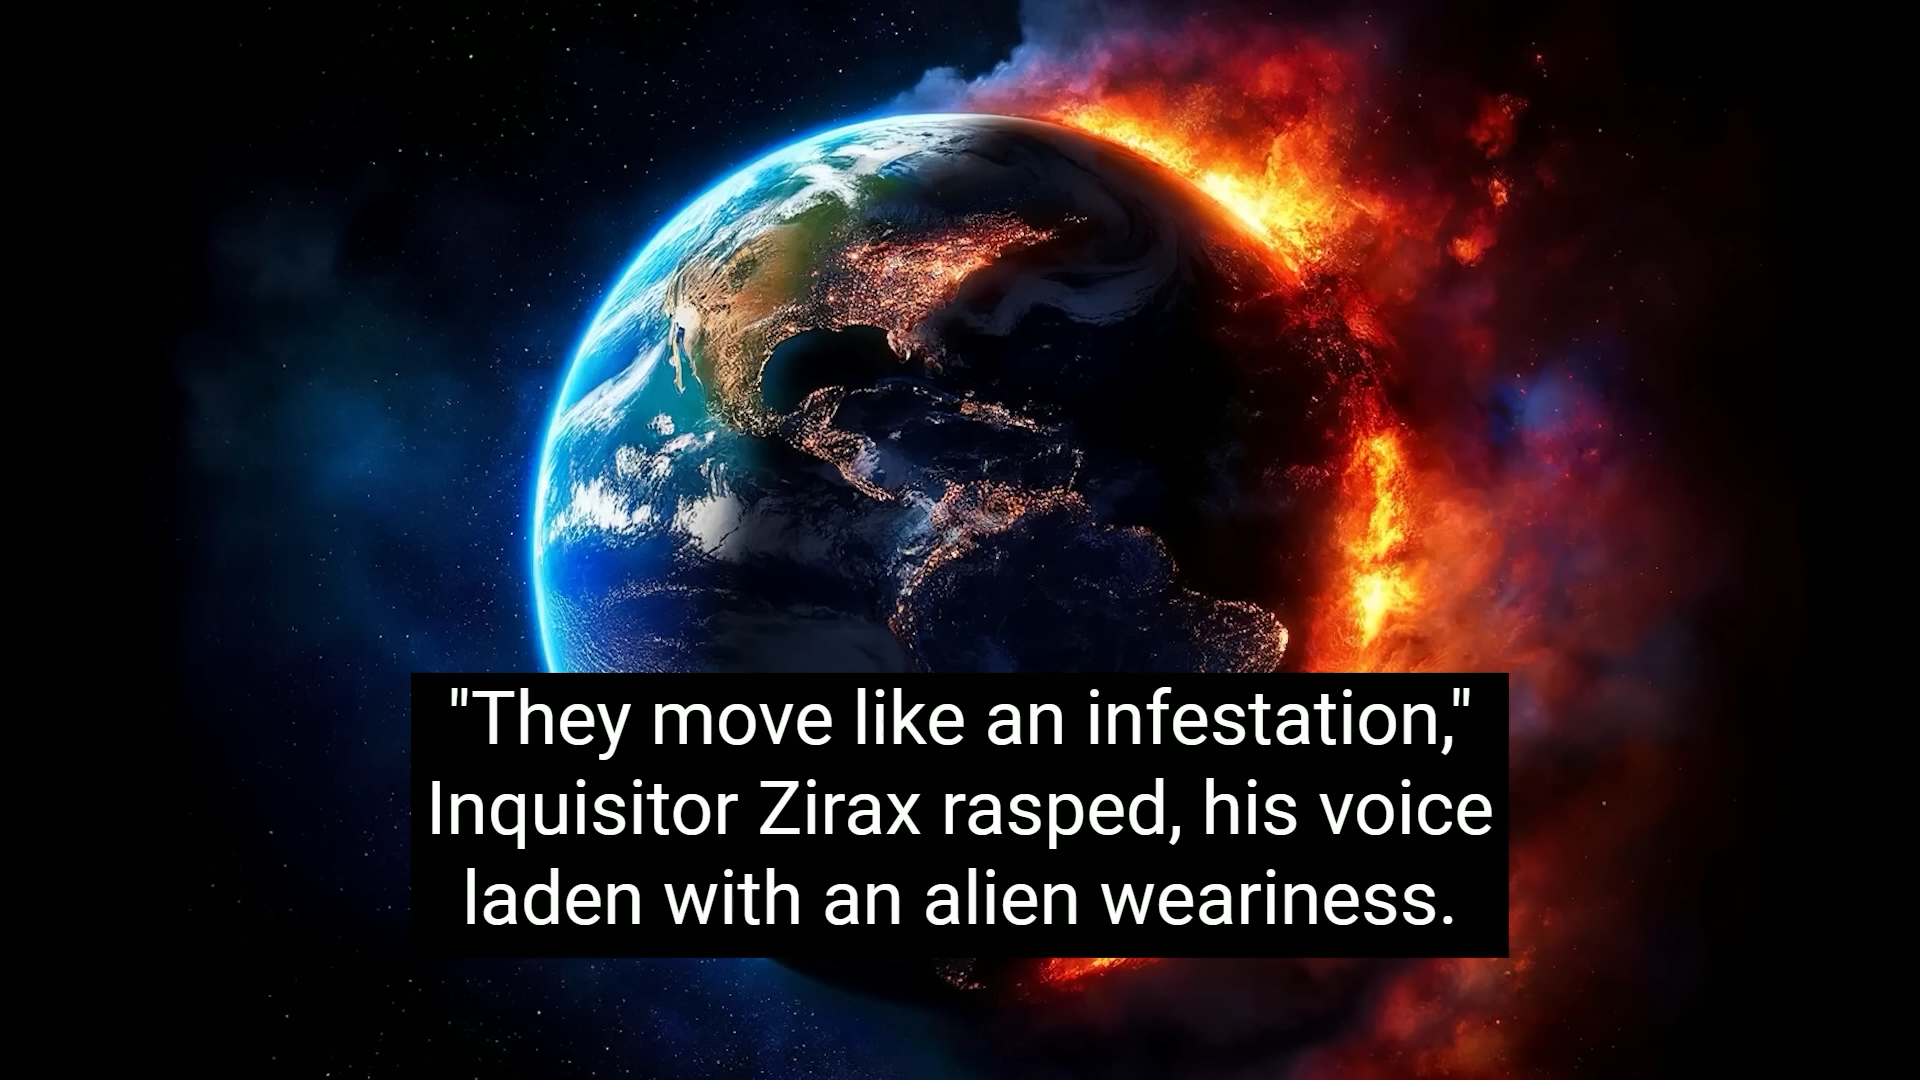 "They move like an infestation,"
Inquisitor Zirax rasped, his voice
laden with an alien weariness.